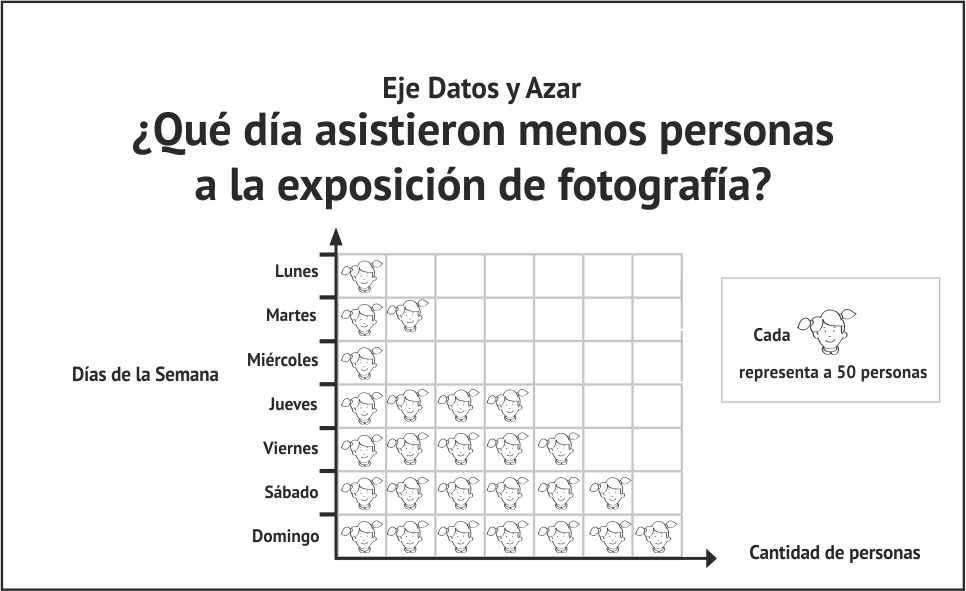 Eje Datos y Azar
¿Qué día asistieron menos personas
a la exposición de fotografía?
Lunes
Martes
Miércoles
Días de la Semana
Jueves
Viernes
Sábado
Domingo
Cada
representa a 50 personas
Cantidad de personas